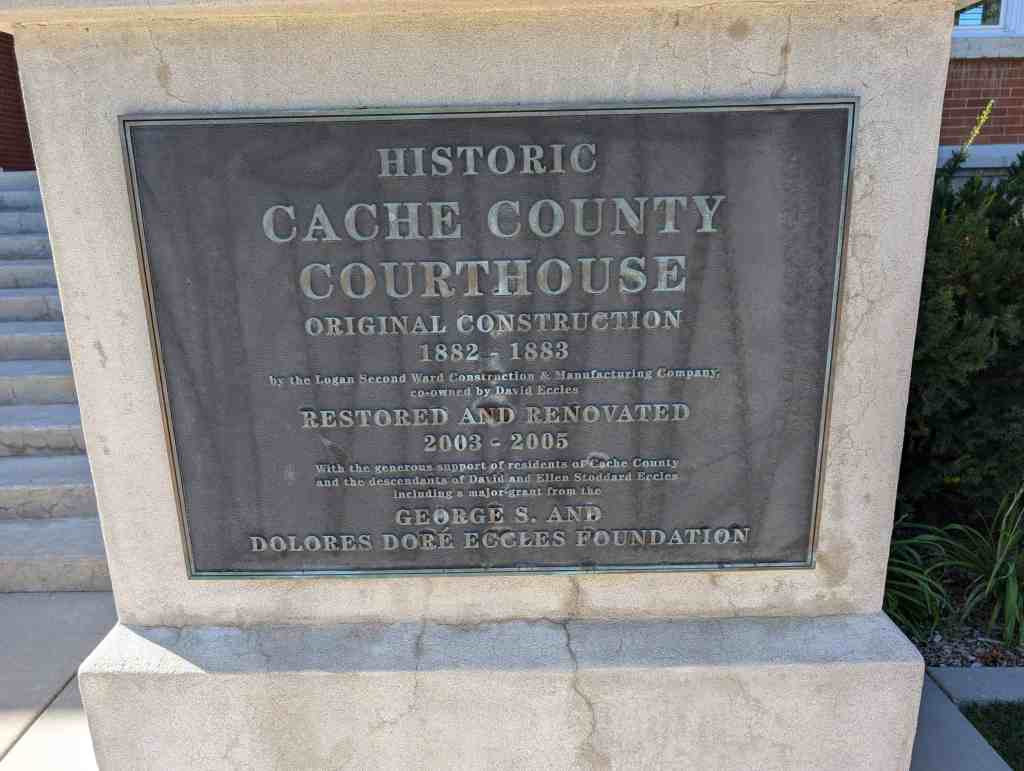 HISTORIC
CACHE COUNTY
COURTHOUSE
ORIGINAL CONSTRUCTION
1882 - 1883
by the Logan Second Ward Construction & Manufacturing Company,
co-owned by David Eccles
RESTORED AND RENOVATED
2003 - 2005
With the generous support of residents of Cache County
and the descendants of David and Ellen Stoddard Eccles
including a major grant from the
GEORGE S. AND
DOLORES DORÉ ECCLES FOUNDATION